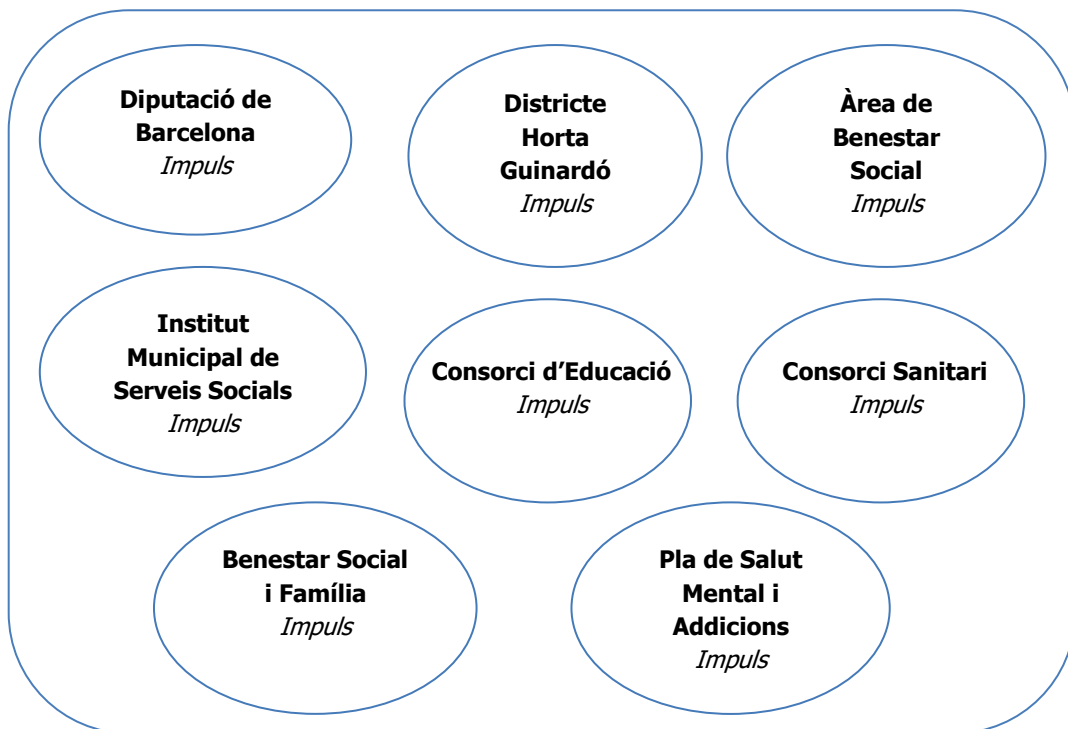 Diputació de
Barcelona
Impuls
Districte
Horta
Guinardó
Impuls
Àrea de
Benestar
Social
Impuls
Institut
Municipal de
Serveis Socials
Impuls
Consorci d’Educació
Impuls
Consorci Sanitari
Impuls
Benestar Social
i Família
Impuls
Pla de Salut
Mental i
Addicions
Impuls